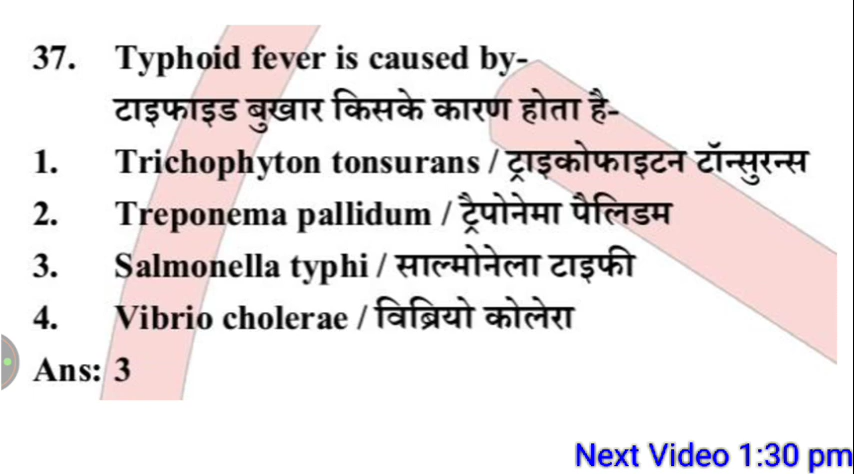 37. Typhoid fever is caused by-
टाइफाइड बुखार किसके कारण होता है-
1. Trichophyton tonsurans / ट्राइकोफाइटन टॉन्सुरन्स
2. Treponema pallidum / ट्रैपोनेमा पैलिडम
3. Salmonella typhi / साल्मोनेला टाइफी
4. Vibrio cholerae / विब्रियो कोलेरा
Ans: 3
Next Video 1:30 pm